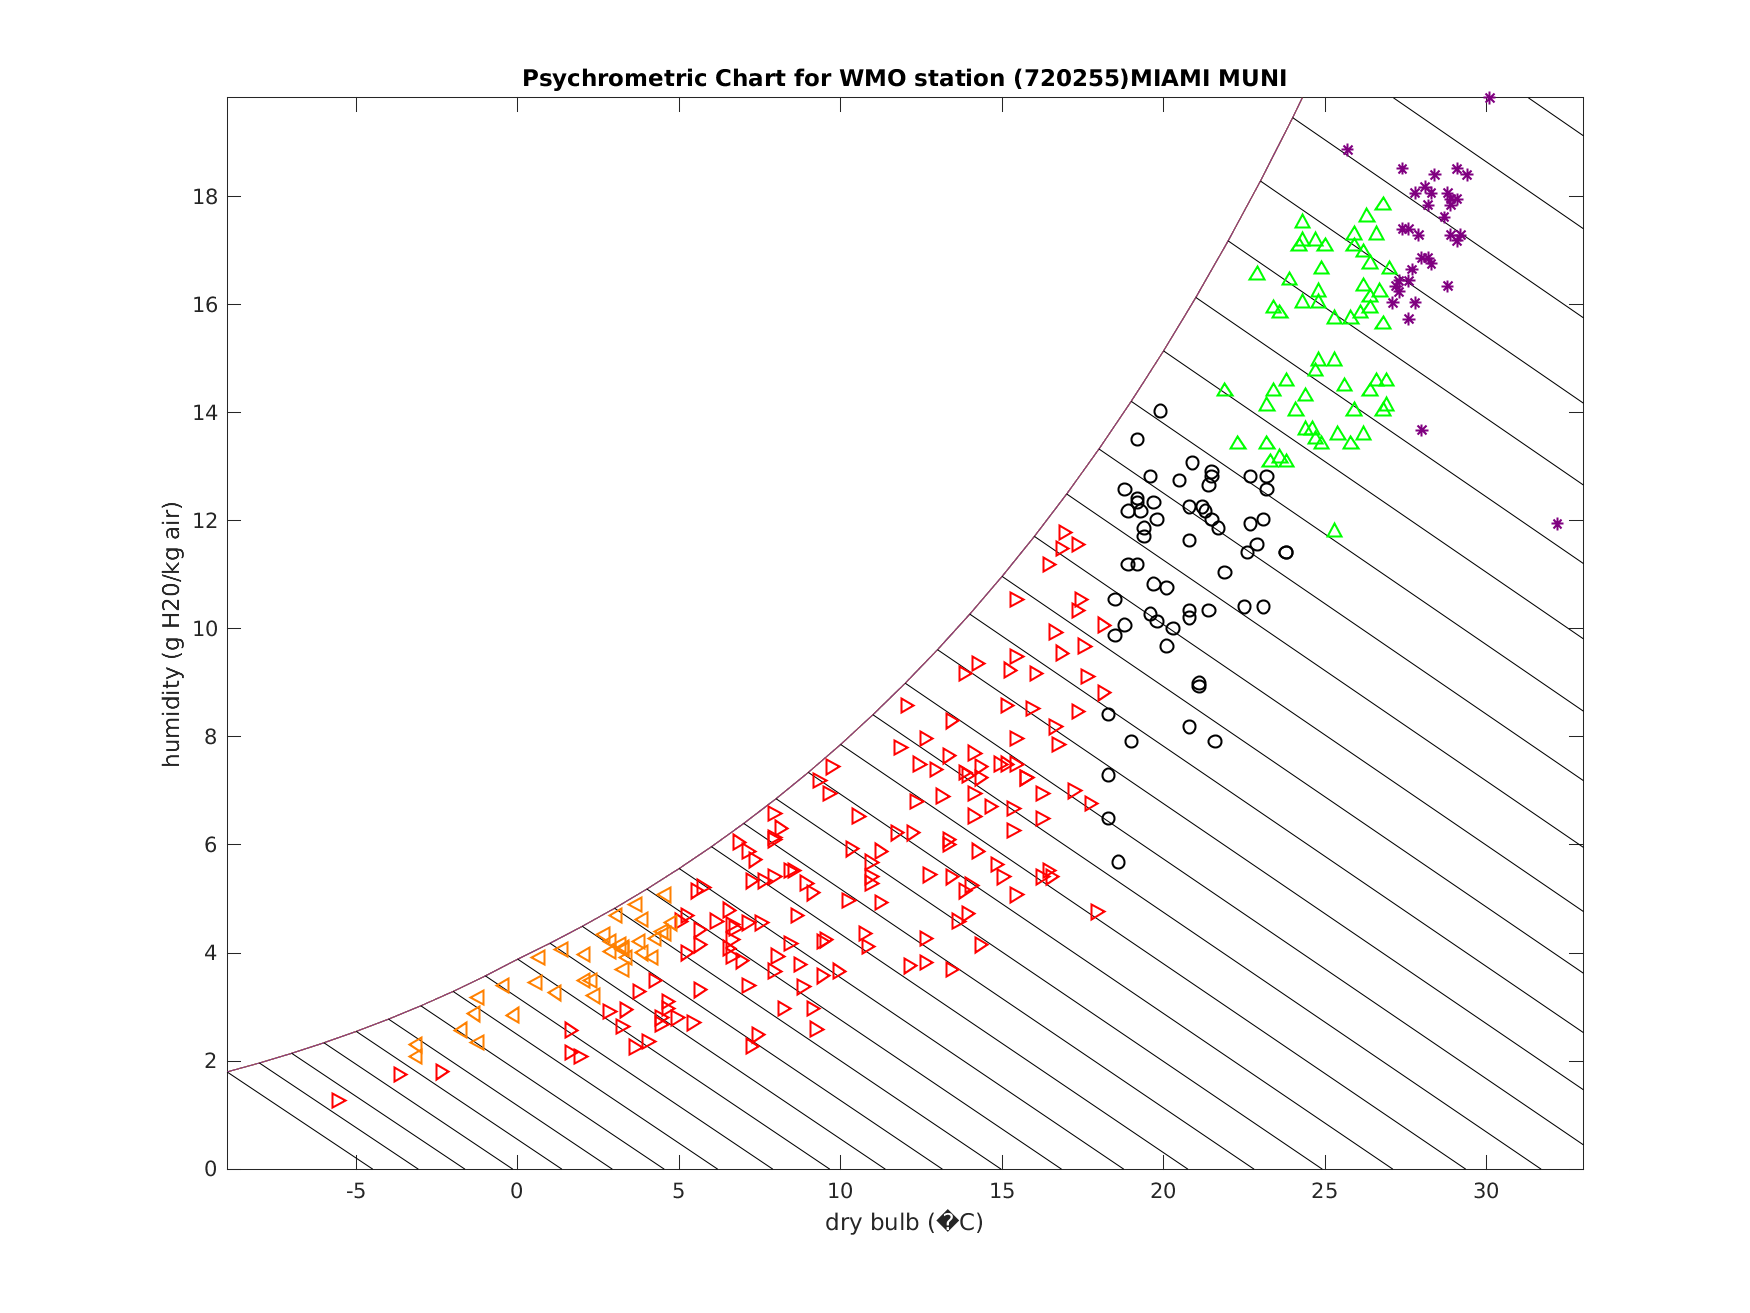 Psychrometric Chart for WMO station (720255)MIAMI MUNI
humidity (g H20/kg air)
18
16
14
12
10
8
6
4
2
0
-5 0 5 10 15 20 25 30
dry bulb (�C)